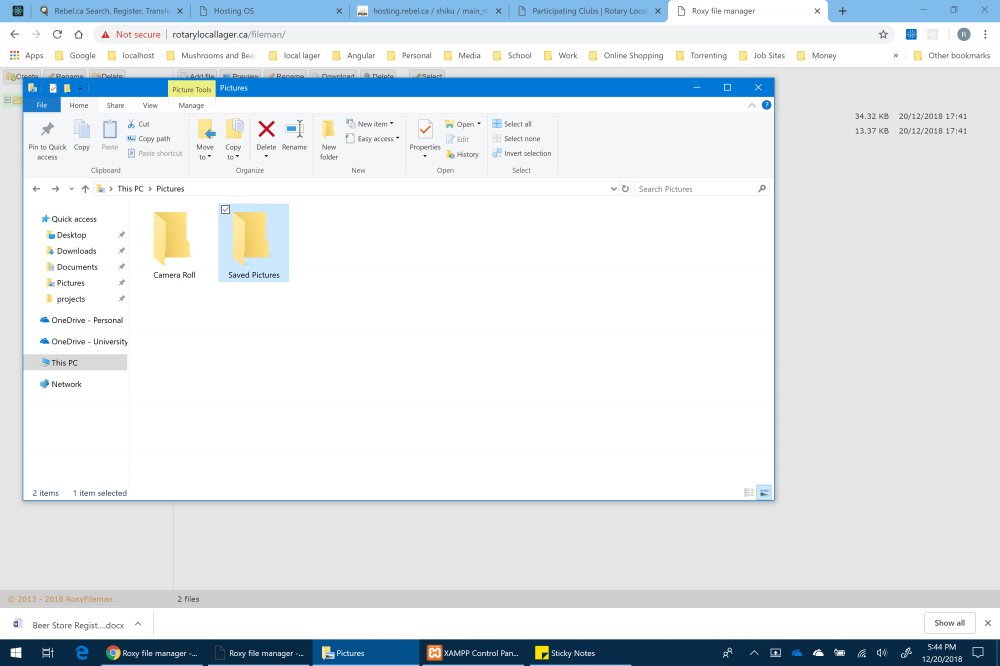 Rebel.ca Search, Register, Transf
Hosting OS
hosting.rebel.ca / shiku / main_r
Participating Clubs | Rotary Local
Roxy file manager
Not secure | rotarylocallager.ca/fileman/
R
Apps
Google
localhost
Mushrooms and Bea
local lager
Angular
Personal
Media
School
Work
Online Shopping
Torrenting
Job Sites
Money
»
Other bookmarks
Create
Rename
Delete
Add file
Preview
Rename
Download
Delete
Select
Picture Tools
Pictures
File
Home
Share
View
Manage
34.32 KB 20/12/2018 17:41
13.37 KB 20/12/2018 17:41
Pin to Quick access
Copy
Paste
Cut
Copy path
Paste shortcut
Clipboard
Move to
Copy to
Delete
Rename
Organize
New folder
New item
Easy access
New
Properties
Open
Edit
History
Open
Select all
Select none
Invert selection
Select
This PC > Pictures
Search Pictures
Quick access
Desktop
Downloads
Documents
Pictures
projects
OneDrive - Personal
OneDrive - University
This PC
Network
Camera Roll
Saved Pictures
2 items 1 item selected
© 2013 - 2018 RoxyFileman
2 files
Beer Store Regist....docx
Show all
Roxy file manager -...
Roxy file manager -...
Pictures
XAMPP Control Pan...
Sticky Notes
5:44 PM
12/20/2018